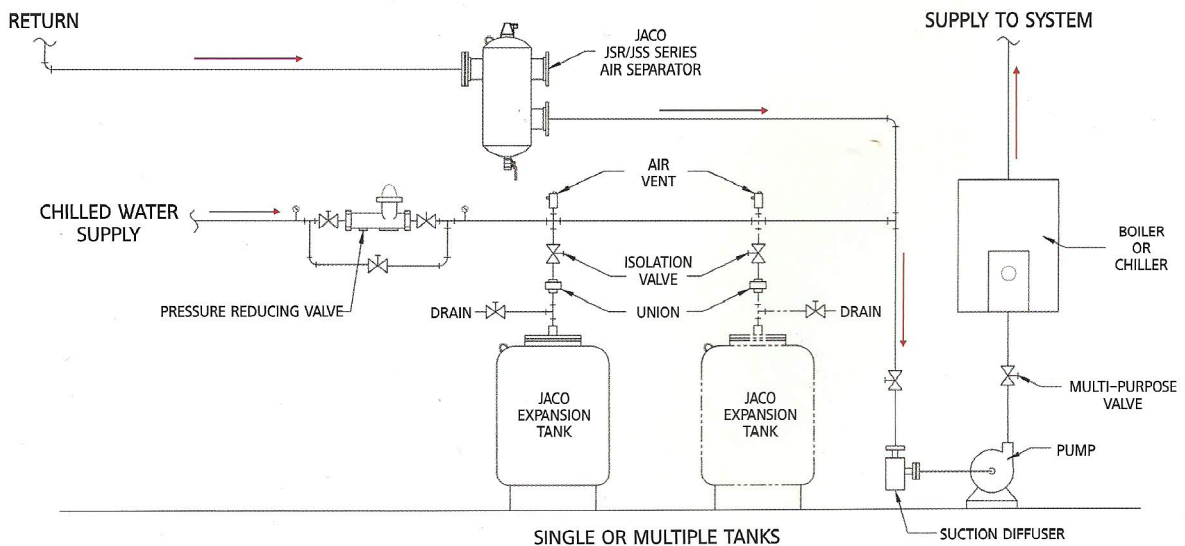 RETURN
JACO
JSR/JSS SERIES
AIR SEPARATOR
SUPPLY TO SYSTEM
AIR
VENT
CHILLED WATER
SUPPLY
BOILER
OR
CHILLER
ISOLATION
VALVE
PRESSURE REDUCING VALVE
DRAIN
UNION
DRAIN
JACO
EXPANSION
TANK
JACO
EXPANSION
TANK
MULTI-PURPOSE
VALVE
PUMP
SUCTION DIFFUSER
SINGLE OR MULTIPLE TANKS